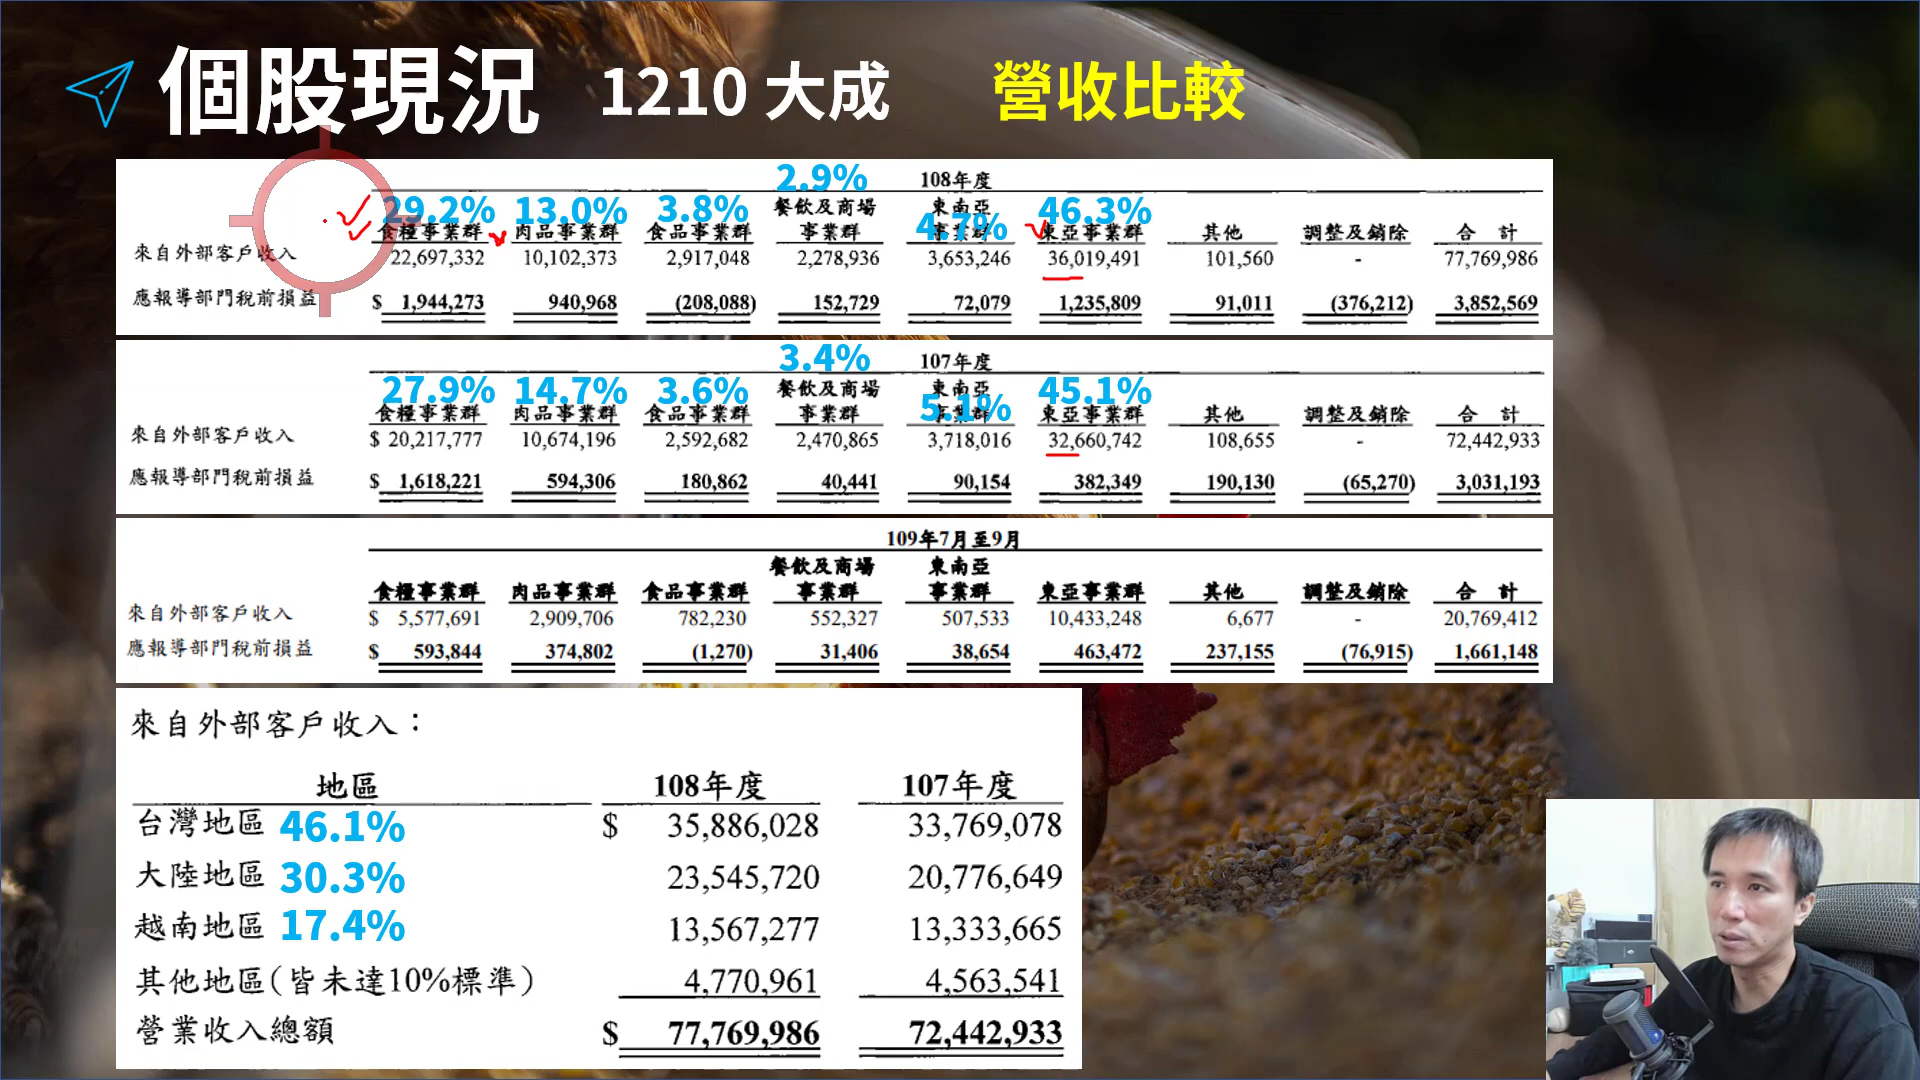 個股現況 1210 大成 營收比較
108年度
2.9%
29.2% 13.0% 3.8% 4.7% 46.3%
餐飲及商場 東南亞
食糧事業群 肉品事業群 食品事業群 事業群 事業群 東亞事業群 其他 調整及銷除 合 計
來自外部客戶收入 22,697,332 10,102,373 2,917,048 2,278,936 3,653,246 36,019,491 101,560 - 77,769,986
應報導部門稅前損益 $ 1,944,273 940,968 (208,088) 152,729 72,079 1,235,809 91,011 (376,212) 3,852,569
107年度
3.4%
27.9% 14.7% 3.6% 5.1% 45.1%
餐飲及商場 東南亞
食糧事業群 肉品事業群 食品事業群 事業群 事業群 東亞事業群 其他 調整及銷除 合 計
來自外部客戶收入 $ 20,217,777 10,674,196 2,592,682 2,470,865 3,718,016 32,660,742 108,655 - 72,442,933
應報導部門稅前損益 $ 1,618,221 594,306 180,862 40,441 90,154 382,349 190,130 (65,270) 3,031,193
109年7月至9月
餐飲及商場 東南亞
食糧事業群 肉品事業群 食品事業群 事業群 事業群 東亞事業群 其他 調整及銷除 合 計
來自外部客戶收入 $ 5,577,691 2,909,706 782,230 552,327 507,533 10,433,248 6,677 - 20,769,412
應報導部門稅前損益 $ 593,844 374,802 (1,270) 31,406 38,654 463,472 237,155 (76,915) 1,661,148
來自外部客戶收入：
地區 108年度 107年度
台灣地區 46.1% $ 35,886,028 33,769,078
大陸地區 30.3% 23,545,720 20,776,649
越南地區 17.4% 13,567,277 13,333,665
其他地區(皆未達10%標準) 4,770,961 4,563,541
營業收入總額 $ 77,769,986 72,442,933